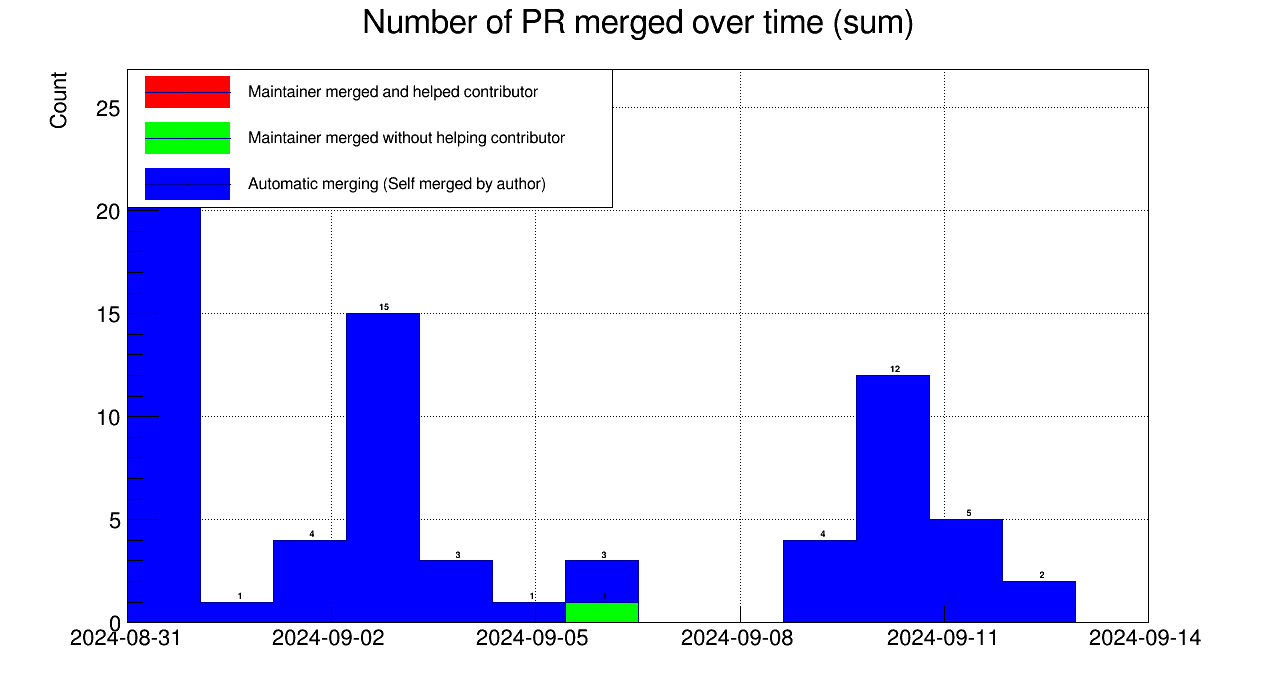 Number of PR merged over time (sum)
Count
Maintainer merged and helped contributor
Maintainer merged without helping contributor
Automatic merging (Self merged by author)
25
20
15
10
5
0
1
4
15
3
1
3
1
4
12
5
2
2024-08-31 2024-09-02 2024-09-05 2024-09-08 2024-09-11 2024-09-14